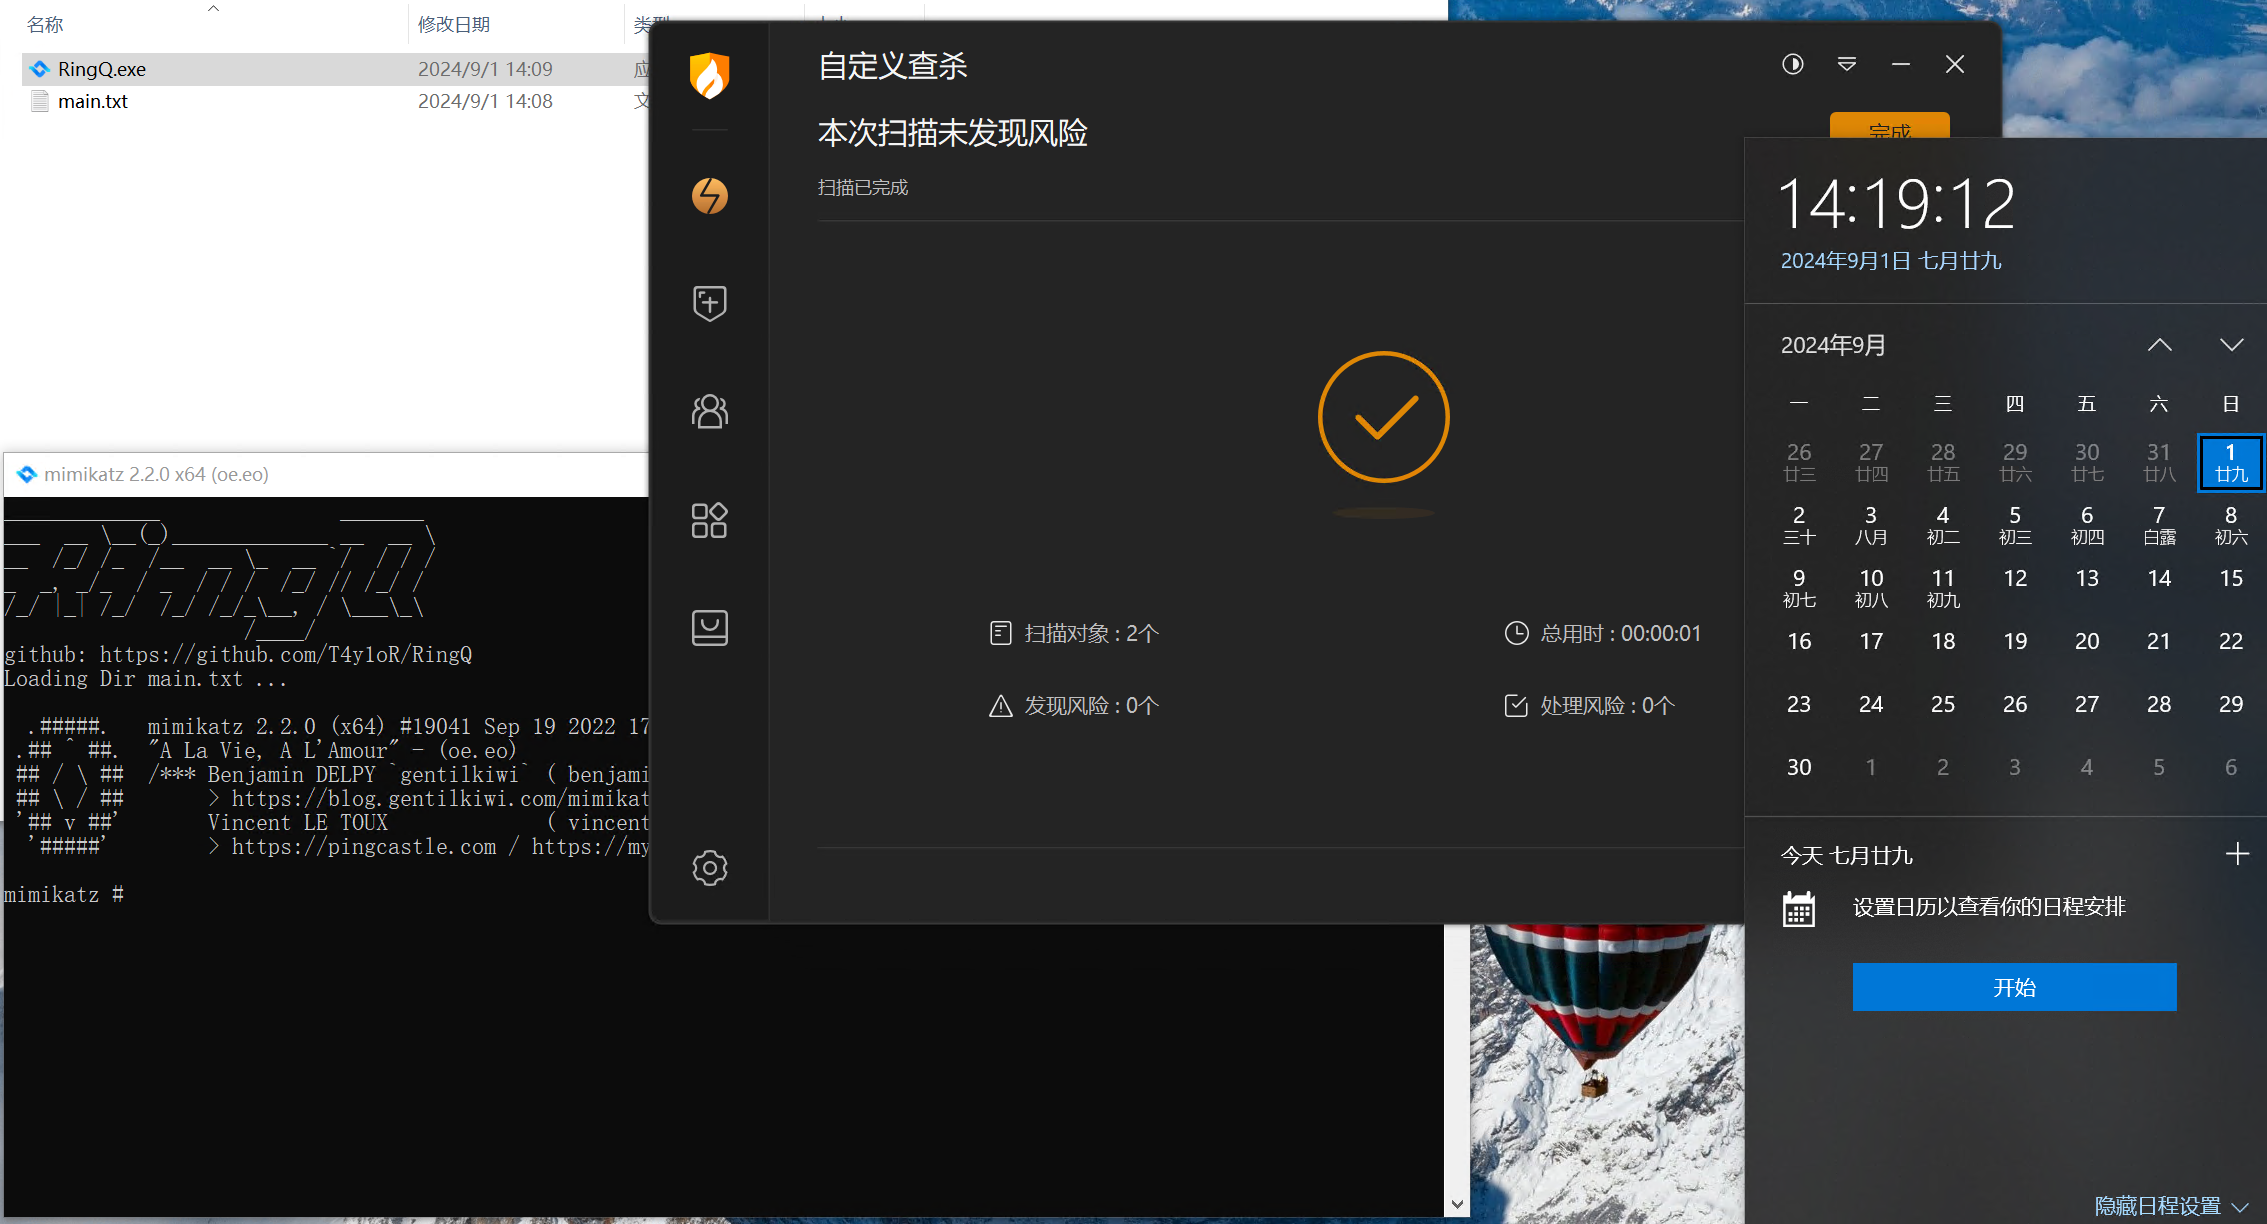 名称 修改日期
RingQ.exe 2024/9/1 14:09 应
main.txt 2024/9/1 14:08 文
mimikatz 2.2.0 x64 (oe.eo)
github: https://github.com/T4y1oR/RingQ
Loading Dir main.txt ...
.#####. mimikatz 2.2.0 (x64) #19041 Sep 19 2022 17
.## ^ ##. "A La Vie, A L'Amour" - (oe.eo)
## / \ ## /*** Benjamin DELPY `gentilkiwi` ( benjami
## \ / ## > https://blog.gentilkiwi.com/mimikat
'## v ##' Vincent LE TOUX ( vincent
'#####' > https://pingcastle.com / https://my
mimikatz #
自定义查杀
本次扫描未发现风险
完成
扫描已完成
扫描对象 : 2个
总用时 : 00:00:01
发现风险 : 0个
处理风险 : 0个
14:19:12
2024年9月1日 七月廿九
2024年9月
一 二 三 四 五 六 日
26 27 28 29 30 31 1
廿三 廿四 廿五 廿六 廿七 廿八 廿九
2 3 4 5 6 7 8
三十 八月 初二 初三 初四 白露 初六
9 10 11 12 13 14 15
初七 初八 初九
16 17 18 19 20 21 22
23 24 25 26 27 28 29
30 1 2 3 4 5 6
今天 七月廿九
设置日历以查看你的日程安排
开始
隐藏日程设置